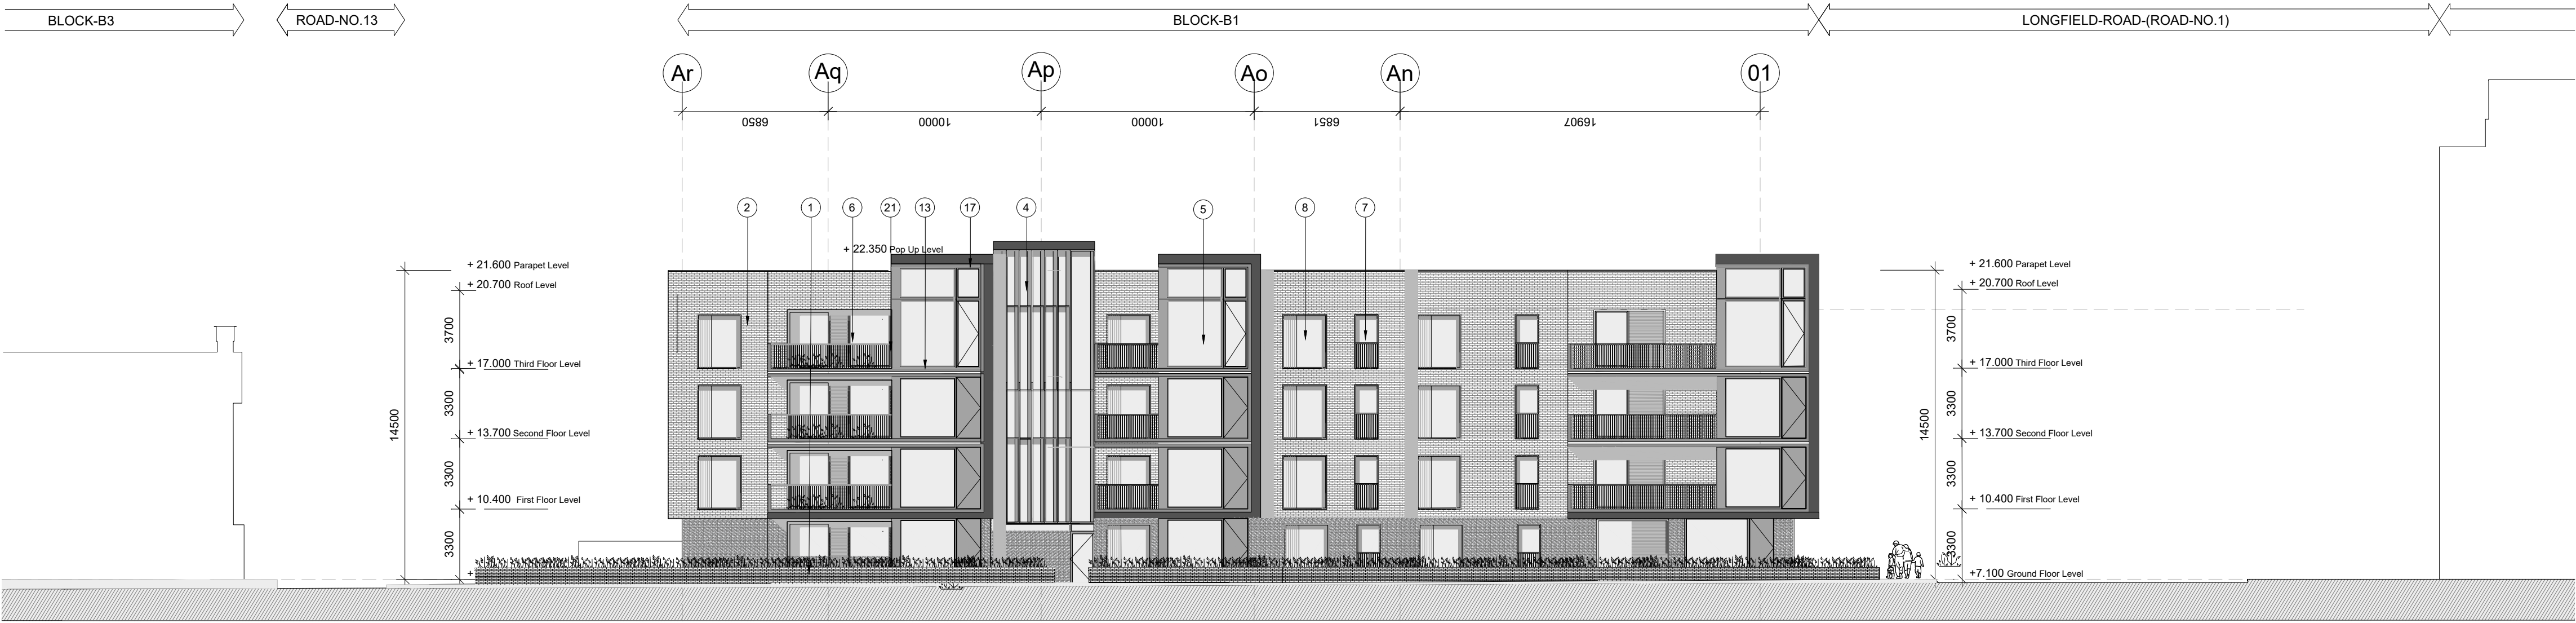 BLOCK-B3
ROAD-NO.13
BLOCK-B1
LONGFIELD-ROAD-(ROAD-NO.1)
Ar
Aq
Ap
Ao
An
01
6850
10000
10000
6851
16907
2
1
6
21
13
17
4
5
8
7
+ 22.350 Pop Up Level
+ 21.600 Parapet Level
+ 20.700 Roof Level
3700
+ 17.000 Third Floor Level
3300
14500
+ 13.700 Second Floor Level
3300
+ 10.400 First Floor Level
3300
+
+ 21.600 Parapet Level
+ 20.700 Roof Level
3700
+ 17.000 Third Floor Level
3300
14500
+ 13.700 Second Floor Level
3300
+ 10.400 First Floor Level
3300
+7.100 Ground Floor Level